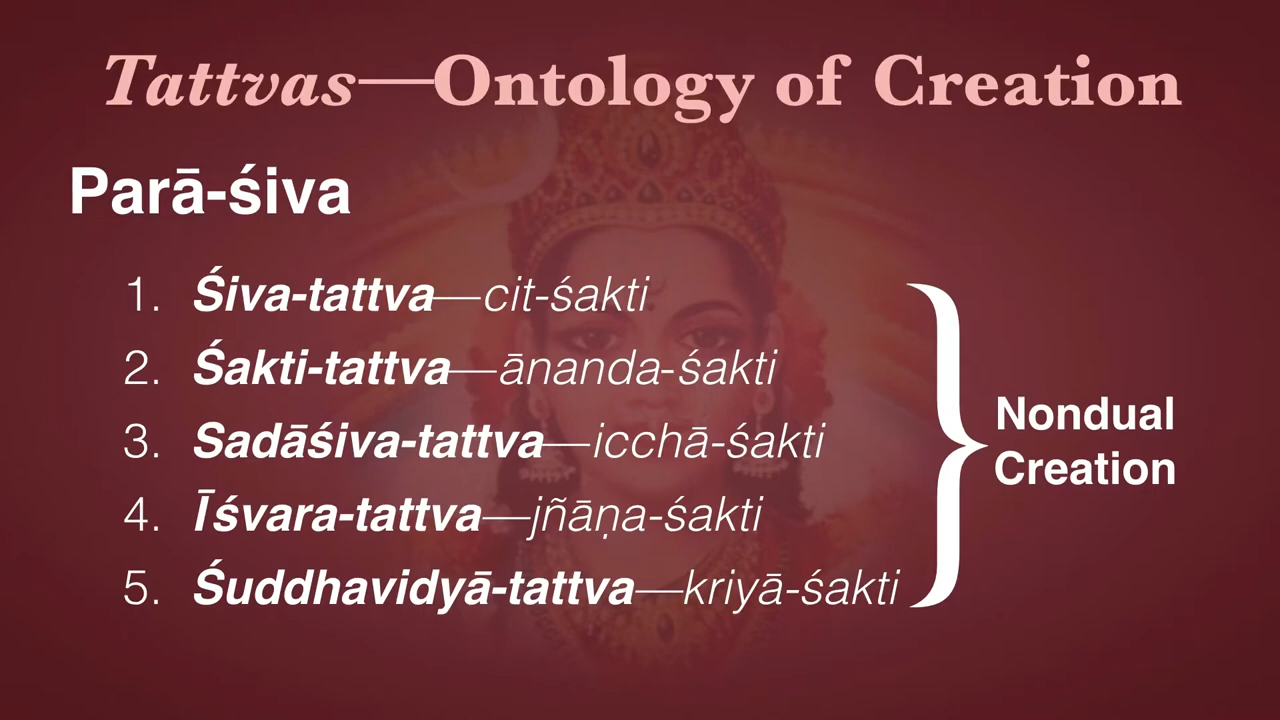 Tattvas—Ontology of Creation
Parā-śiva
1. Śiva-tattva—cit-śakti
2. Śakti-tattva—ānanda-śakti
3. Sadāśiva-tattva—icchā-śakti
4. Īśvara-tattva—jñāṇa-śakti
5. Śuddhavidyā-tattva—kriyā-śakti
Nondual
Creation